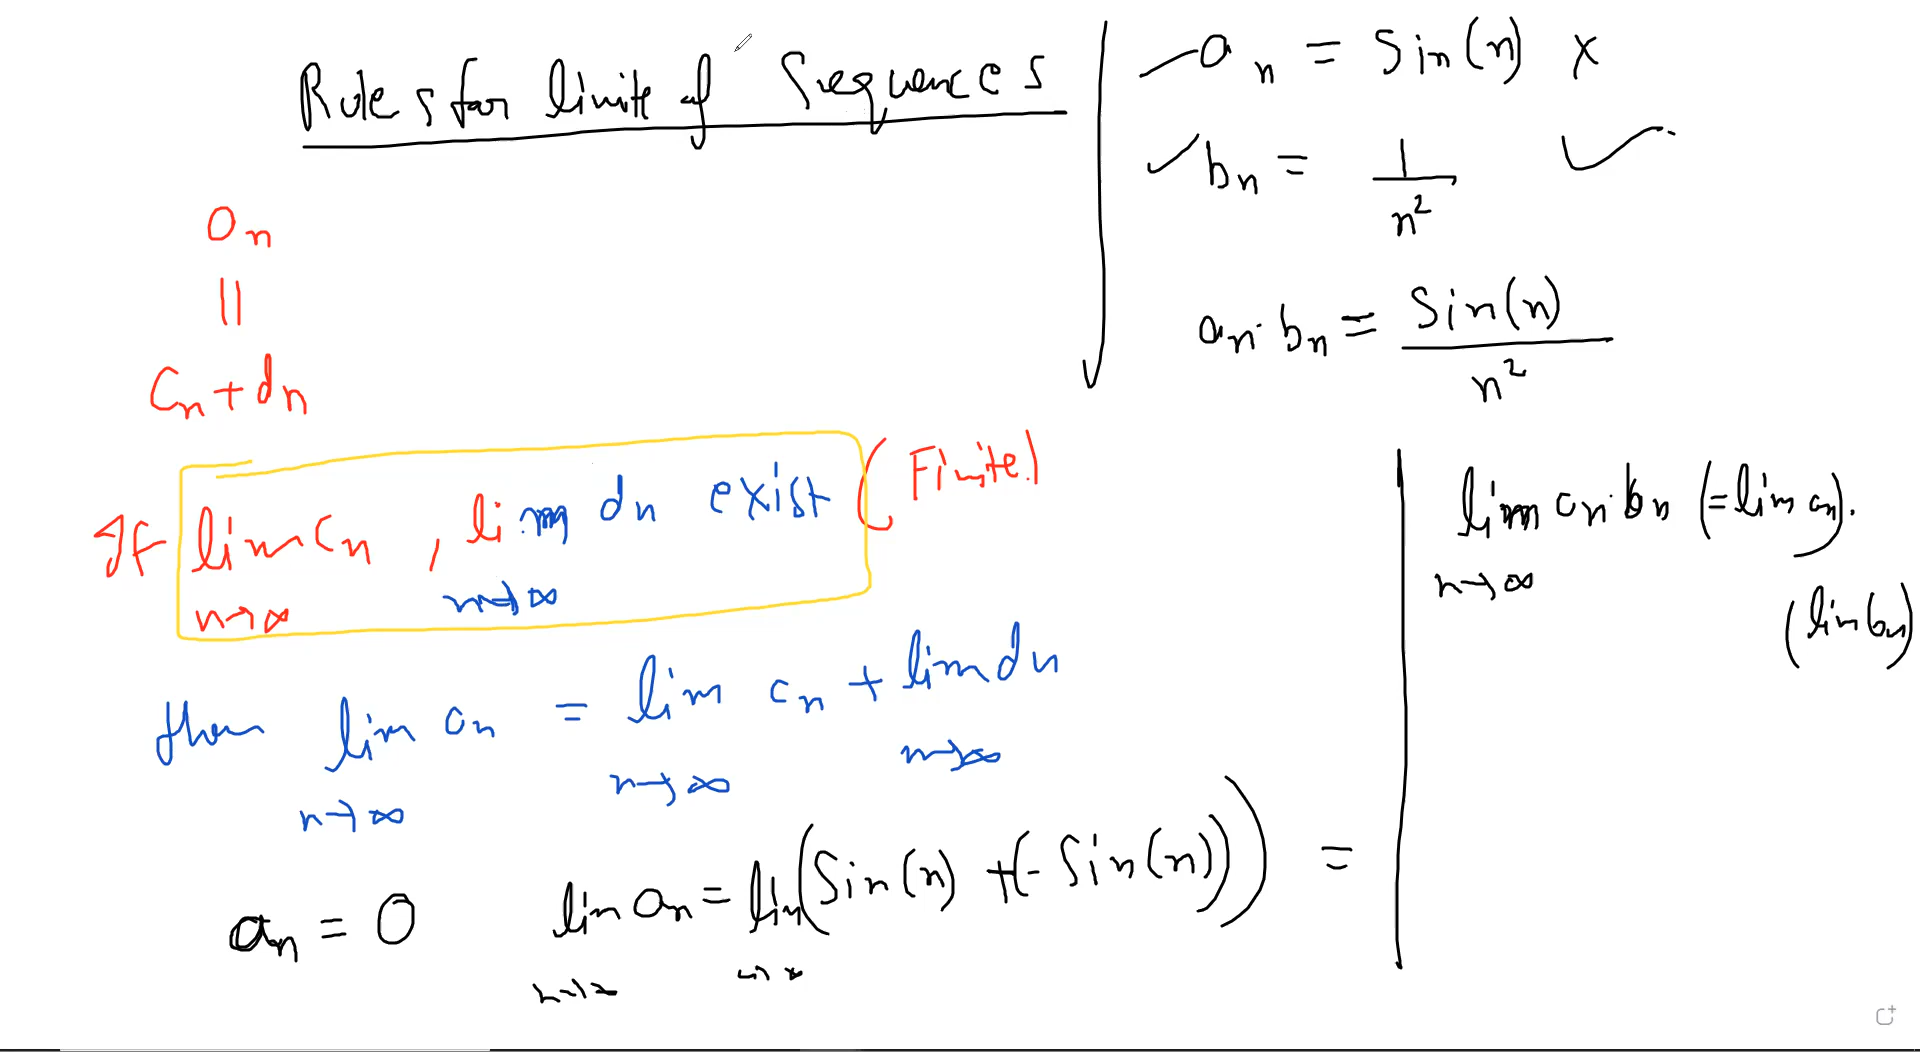 Rules for limite of Sequences
a_n
||
C_n + d_n
If lim C_n , lim d_n exist (Finite)
n→∞ n→∞
then lim a_n = lim c_n + lim d_n
n→∞ n→∞ n→∞
a_n = 0 lim a_n = lim (Sin(n) + (- Sin(n))) =
n→∞ n→∞
a_n = Sin(n) x
✓ b_n = 1/n² ✓
a_n . b_n = Sin(n)/n²
lim a_n . b_n (= lim a_n).
n→∞
(lim b_n)